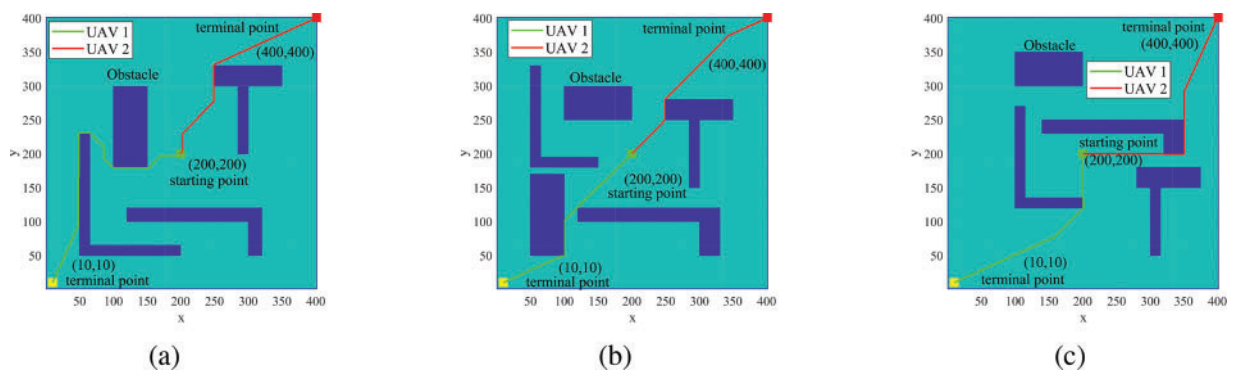 400
350
300
250
200
150
100
50
y
UAV 1
UAV 2
terminal point
(400,400)
Obstacle
(200,200)
starting point
(10,10)
terminal point
50 100 150 200 250 300 350 400
x
(a)
400
350
300
250
200
150
100
50
y
UAV 1
UAV 2
terminal point
(400,400)
Obstacle
(200,200)
starting point
(10,10)
terminal point
50 100 150 200 250 300 350 400
x
(b)
400
350
300
250
200
150
100
50
y
terminal point
(400,400)
Obstacle
UAV 1
UAV 2
starting point
(200,200)
(10,10)
terminal point
50 100 150 200 250 300 350 400
x
(c)